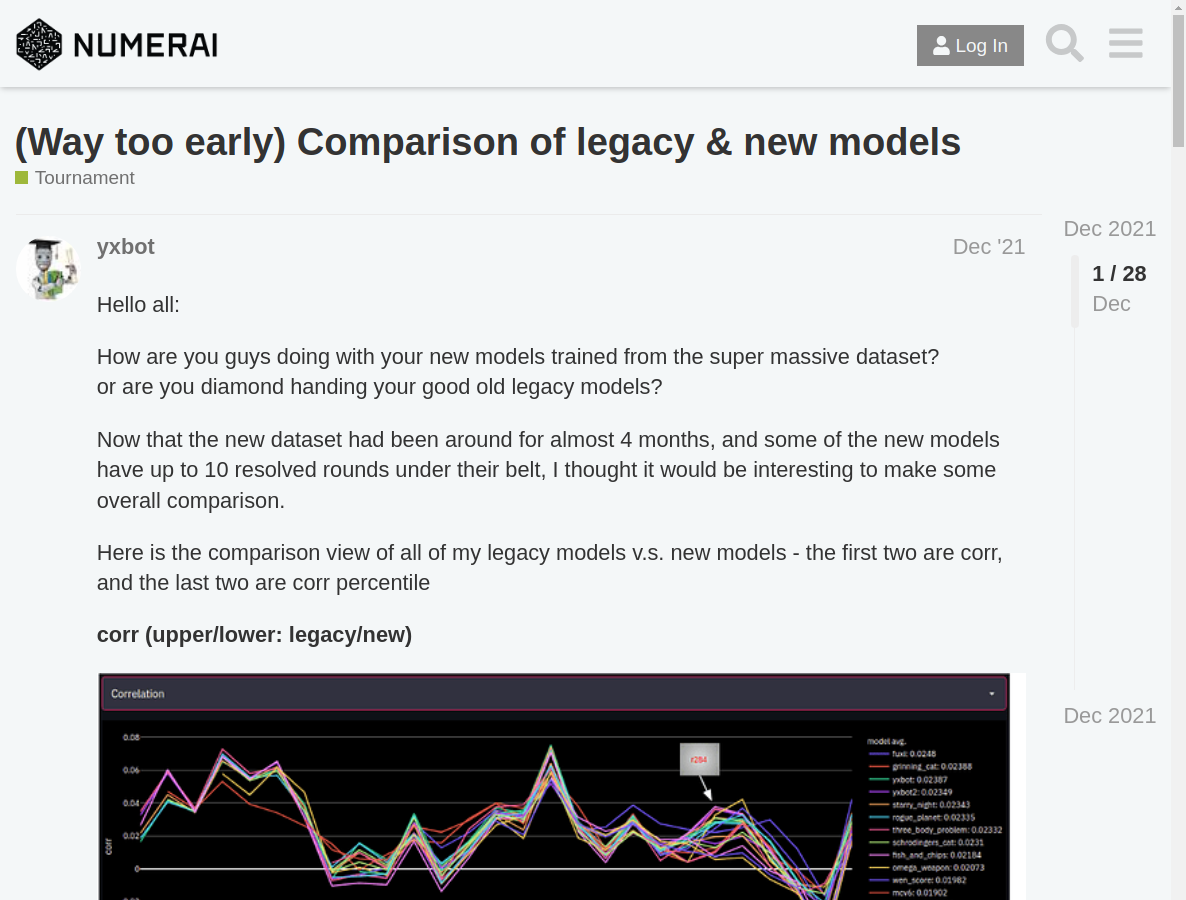 NUMERAI
Log In
(Way too early) Comparison of legacy & new models
Tournament
Dec 2021
yxbot
Dec '21
1 / 28
Dec
Hello all:
How are you guys doing with your new models trained from the super massive dataset?
or are you diamond handing your good old legacy models?
Now that the new dataset had been around for almost 4 months, and some of the new models
have up to 10 resolved rounds under their belt, I thought it would be interesting to make some
overall comparison.
Here is the comparison view of all of my legacy models v.s. new models - the first two are corr,
and the last two are corr percentile
corr (upper/lower: legacy/new)
Dec 2021
Correlation
0.08
0.06
0.04
0.02
0
corr
r284
model avg.
fuxi: 0.0248
grinning_cat: 0.02388
yxbot: 0.02387
yxbot2: 0.02349
starry_night: 0.02343
rogue_planet: 0.02335
three_body_problem: 0.02332
schrodingers_cat: 0.0231
fish_and_chips: 0.02184
omega_weapon: 0.02073
wen_score: 0.01982
mcv6: 0.01902